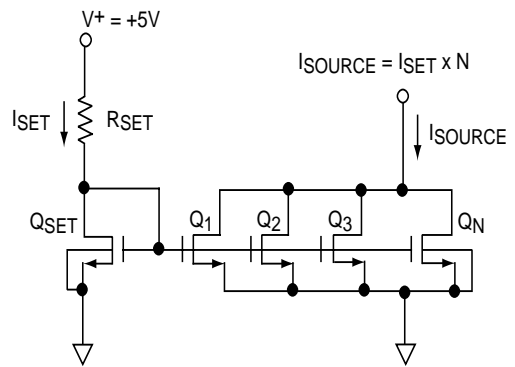 V+ = +5V
ISOURCE = ISET x N
ISET
RSET
ISOURCE
QSET
Q1
Q2
Q3
QN